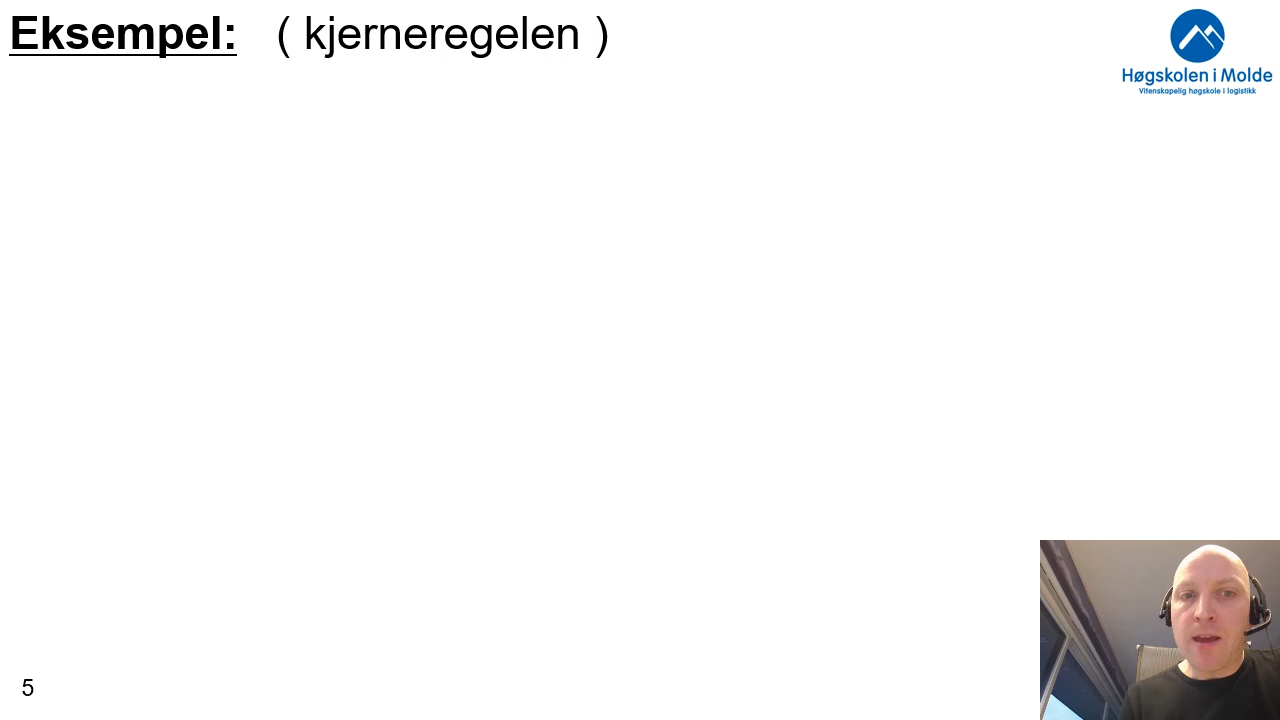 Eksempel: ( kjerneregelen )
Høgskolen i Molde
Vitenskapelig høgskole i logistikk
5